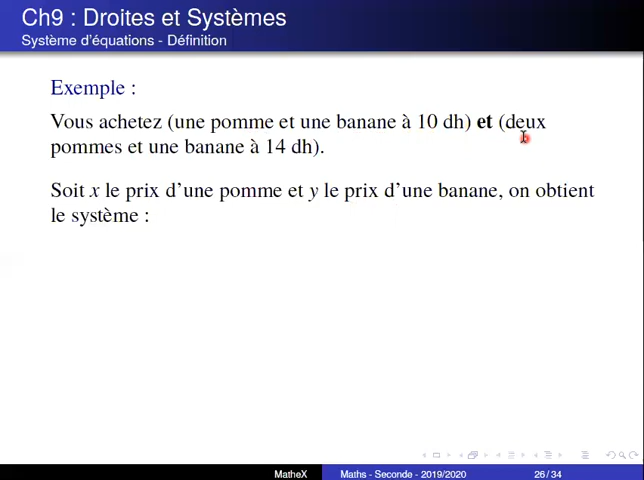 Ch9 : Droites et Systèmes
Système d'équations - Définition
Exemple :
Vous achetez (une pomme et une banane à 10 dh) et (deux
pommes et une banane à 14 dh).
Soit x le prix d'une pomme et y le prix d'une banane, on obtient
le système :
MatheX Maths - Seconde - 2019/2020 26 / 34